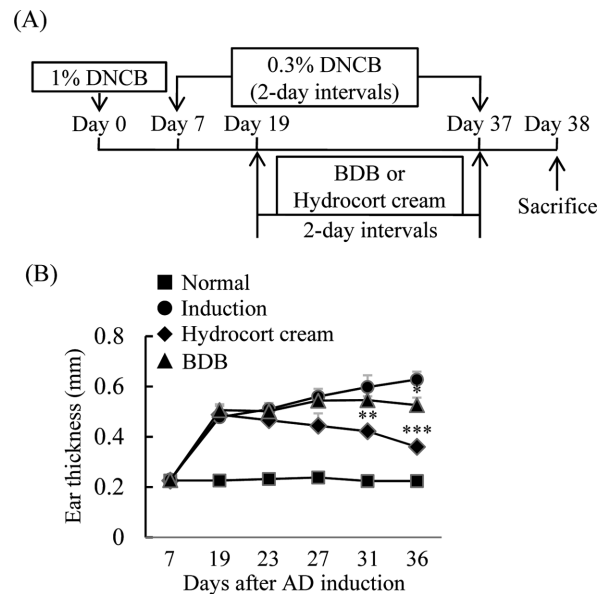 (A)
1% DNCB
0.3% DNCB
(2-day intervals)
Day 0
Day 7
Day 19
Day 37
Day 38
BDB or
Hydrocort cream
2-day intervals
Sacrifice
(B)
Normal
Induction
Hydrocort cream
BDB
Ear thickness (mm)
0.8
0.6
0.4
0.2
0
*
**
***
7 19 23 27 31 36
Days after AD induction